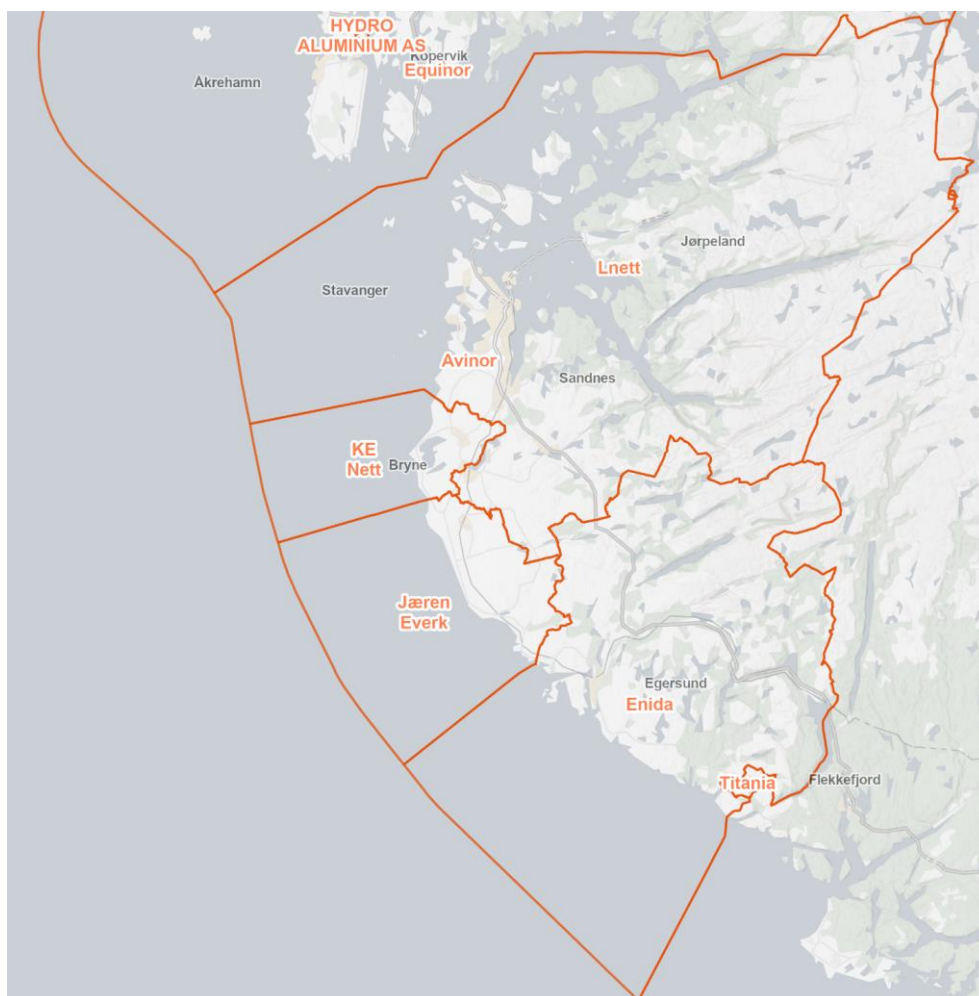 HYDRO
ALUMINIUM AS
Kopervik
Equinor
Åkrehamn
Jørpeland
Lnett
Stavanger
Avinor
Sandnes
KE
Nett
Bryne
Jæren
Everk
Egersund
Enida
Titania
Flekkefjord